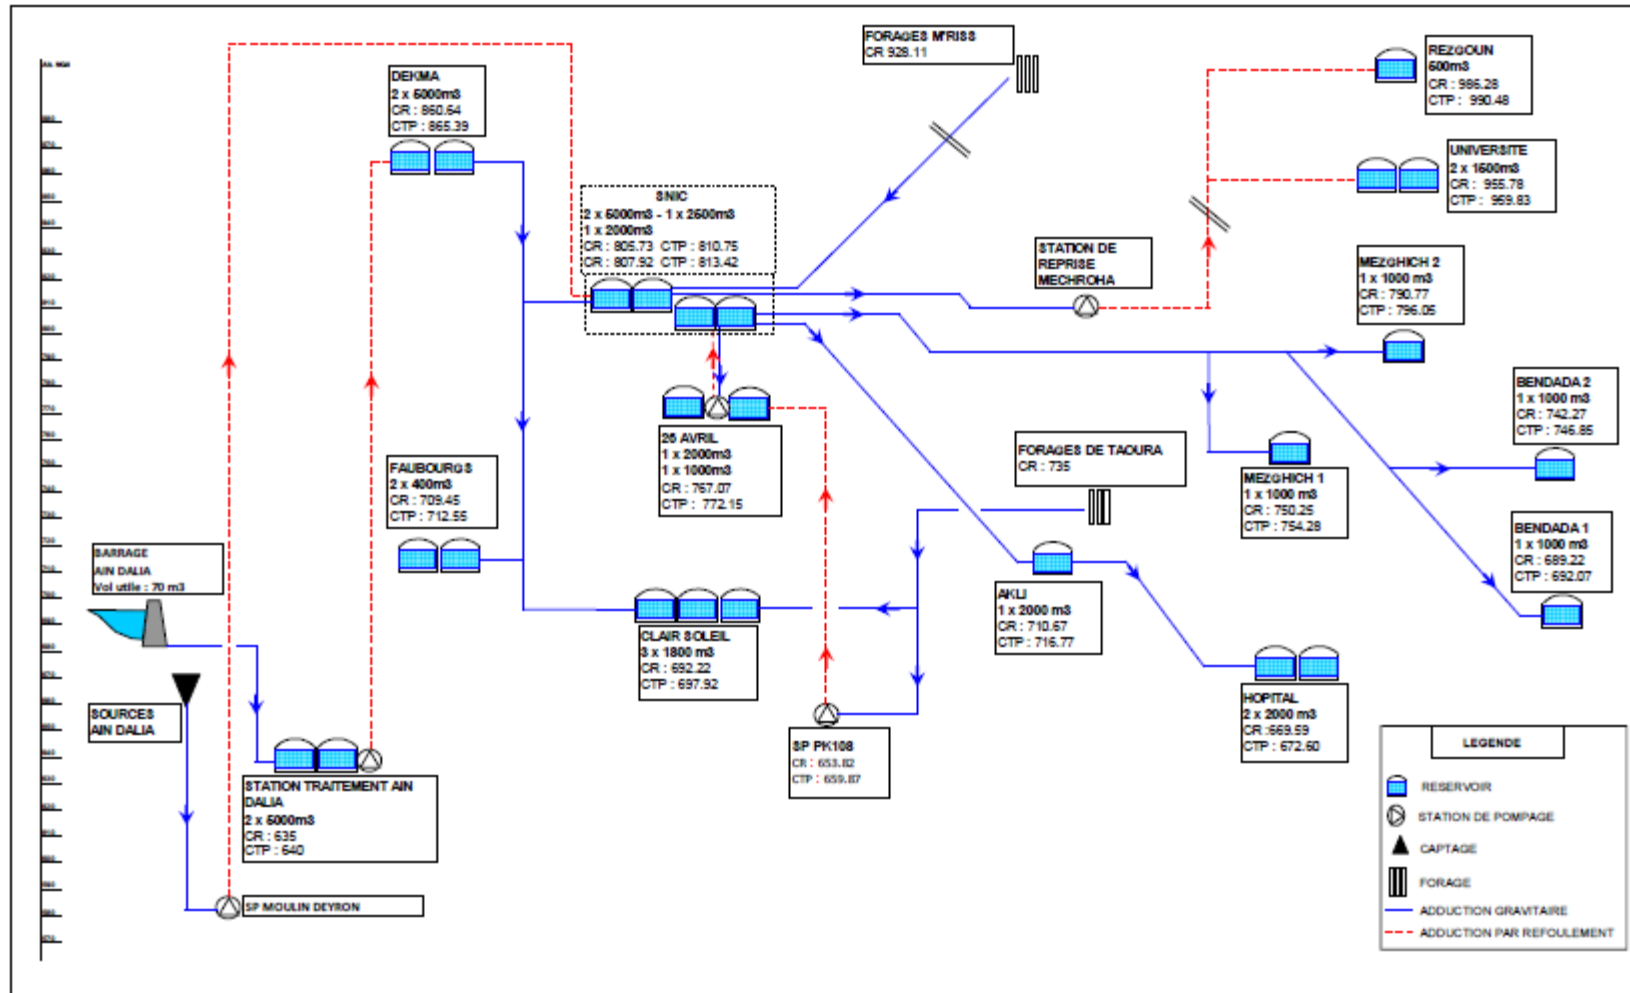 FORAGES M'RISS
CR 928.11
REZGOUN
500m3
CR : 986.28
CTP : 990.48
DEKMA
2 x 5000m3
CR : 860.64
CTP : 865.39
UNIVERSITE
2 x 1500m3
CR : 955.78
CTP : 959.83
SNIC
2 x 5000m3 - 1 x 2500m3
1 x 2000m3
CR : 805.73 CTP : 810.75
CR : 807.92 CTP : 813.42
STATION DE
REPRISE
MECHROHA
MEZGHICH 2
1 x 1000 m3
CR : 790.77
CTP : 796.05
BENDADA 2
1 x 1000 m3
CR : 742.27
CTP : 746.85
26 AVRIL
1 x 2000m3
1 x 1000m3
CR : 767.07
CTP : 772.15
FORAGES DE TAOURA
CR : 735
FAUBOURGS
2 x 400m3
CR : 709.45
CTP : 712.55
MEZGHICH 1
1 x 1000 m3
CR : 750.25
CTP : 754.28
BENDADA 1
1 x 1000 m3
CR : 689.22
CTP : 692.07
BARRAGE
AIN DALIA
Vol utile : 70 m3
AKLI
1 x 2000 m3
CR : 710.67
CTP : 716.77
CLAIR SOLEIL
3 x 1800 m3
CR : 692.22
CTP : 697.92
HOPITAL
2 x 2000 m3
CR :669.59
CTP : 672.60
SOURCES
AIN DALIA
SP PK108
CR : 653.82
CTP : 659.87
STATION TRAITEMENT AIN
DALIA
2 x 5000m3
CR : 635
CTP : 640
SP MOULIN DEYRON
LEGENDE
RESERVOIR
STATION DE POMPAGE
CAPTAGE
FORAGE
ADDUCTION GRAVITAIRE
ADDUCTION PAR REFOULEMENT